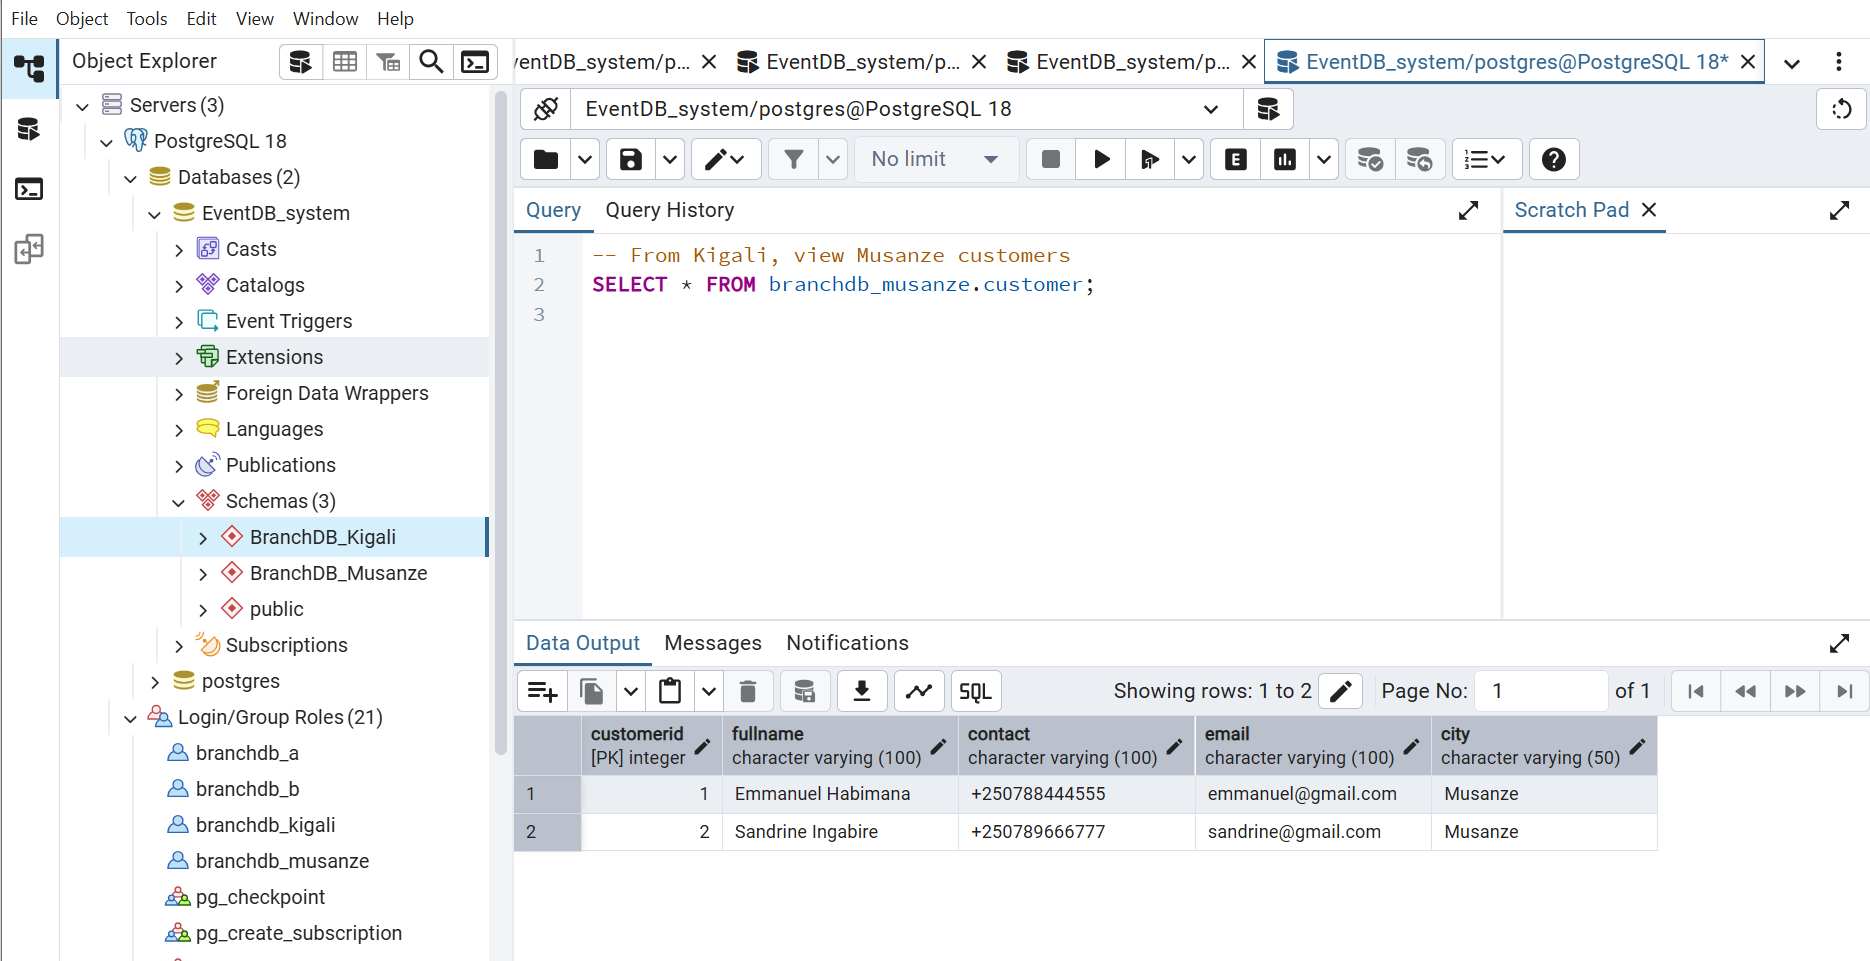 File Object Tools Edit View Window Help
Object Explorer
Servers (3)
PostgreSQL 18
Databases (2)
EventDB_system
Casts
Catalogs
Event Triggers
Extensions
Foreign Data Wrappers
Languages
Publications
Schemas (3)
BranchDB_Kigali
BranchDB_Musanze
public
Subscriptions
postgres
Login/Group Roles (21)
branchdb_a
branchdb_b
branchdb_kigali
branchdb_musanze
pg_checkpoint
pg_create_subscription
ventDB_system/p... EventDB_system/p... EventDB_system/p... EventDB_system/postgres@PostgreSQL 18*
EventDB_system/postgres@PostgreSQL 18
No limit E
Query Query History
1 -- From Kigali, view Musanze customers
2 SELECT * FROM branchdb_musanze.customer;
3
Scratch Pad
Data Output Messages Notifications
SQL Showing rows: 1 to 2 Page No: 1 of 1
customerid fullname contact email city
[PK] integer character varying (100) character varying (100) character varying (100) character varying (50)
1 1 Emmanuel Habimana +250788444555 emmanuel@gmail.com Musanze
2 2 Sandrine Ingabire +250789666777 sandrine@gmail.com Musanze